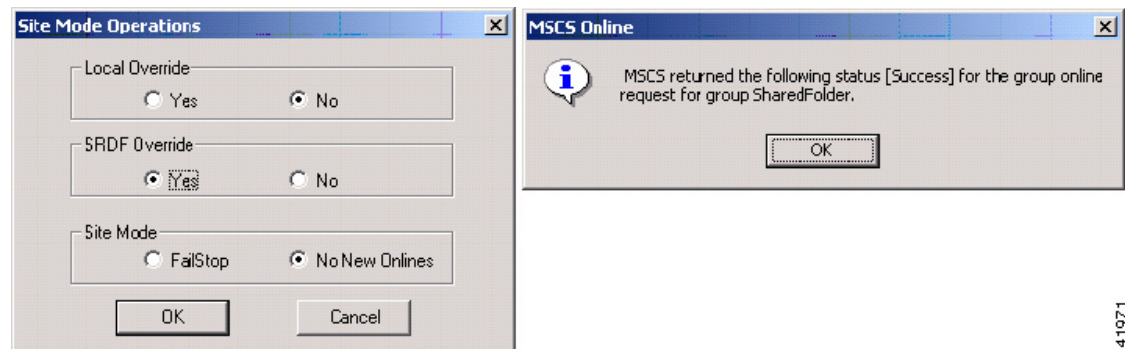 Site Mode Operations
Local Override
Yes No
SRDF Override
Yes No
Site Mode
FailStop No New Onlines
OK Cancel
MSCS Online
MSCS returned the following status [Success] for the group online
request for group SharedFolder.
OK
41971